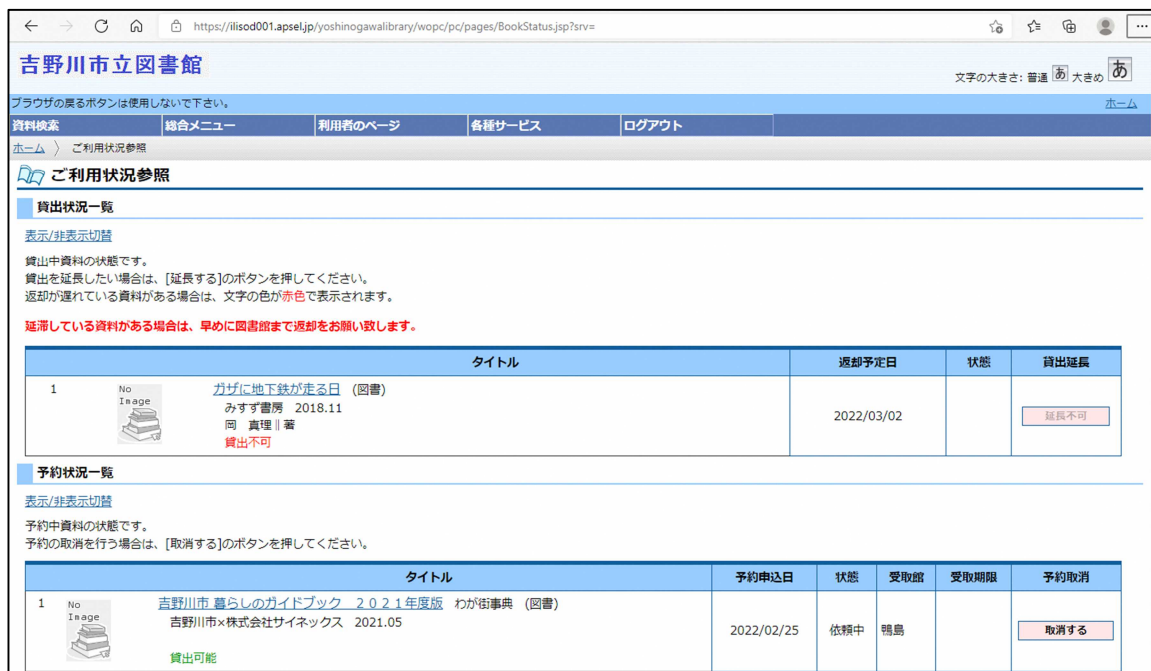 https://ilisod001.apsel.jp/yoshinogawalibrary/wopc/pc/pages/BookStatus.jsp?srv=
吉野川市立図書館
文字の大きさ: 普通 あ 大きめ あ
ブラウザの戻るボタンは使用しないで下さい。 ホーム
資料検索 総合メニュー 利用者のページ 各種サービス ログアウト
ホーム 〉 ご利用状況参照
ご利用状況参照
貸出状況一覧
表示/非表示切替
貸出中資料の状態です。
貸出を延長したい場合は、[延長する]のボタンを押してください。
返却が遅れている資料がある場合は、文字の色が赤色で表示されます。
延滞している資料がある場合は、早めに図書館まで返却をお願い致します。
タイトル 返却予定日 状態 貸出延長
1 No Image ガザに地下鉄が走る日 (図書)
みすず書房 2018.11
岡 真理∥著
貸出不可
2022/03/02 延長不可
予約状況一覧
表示/非表示切替
予約中資料の状態です。
予約の取消を行う場合は、[取消する]のボタンを押してください。
タイトル 予約申込日 状態 受取館 受取期限 予約取消
1 No Image 吉野川市 暮らしのガイドブック ２０２１年度版 わが街事典 (図書)
吉野川市×株式会社サイネックス 2021.05
貸出可能
2022/02/25 依頼中 鴨島 取消する